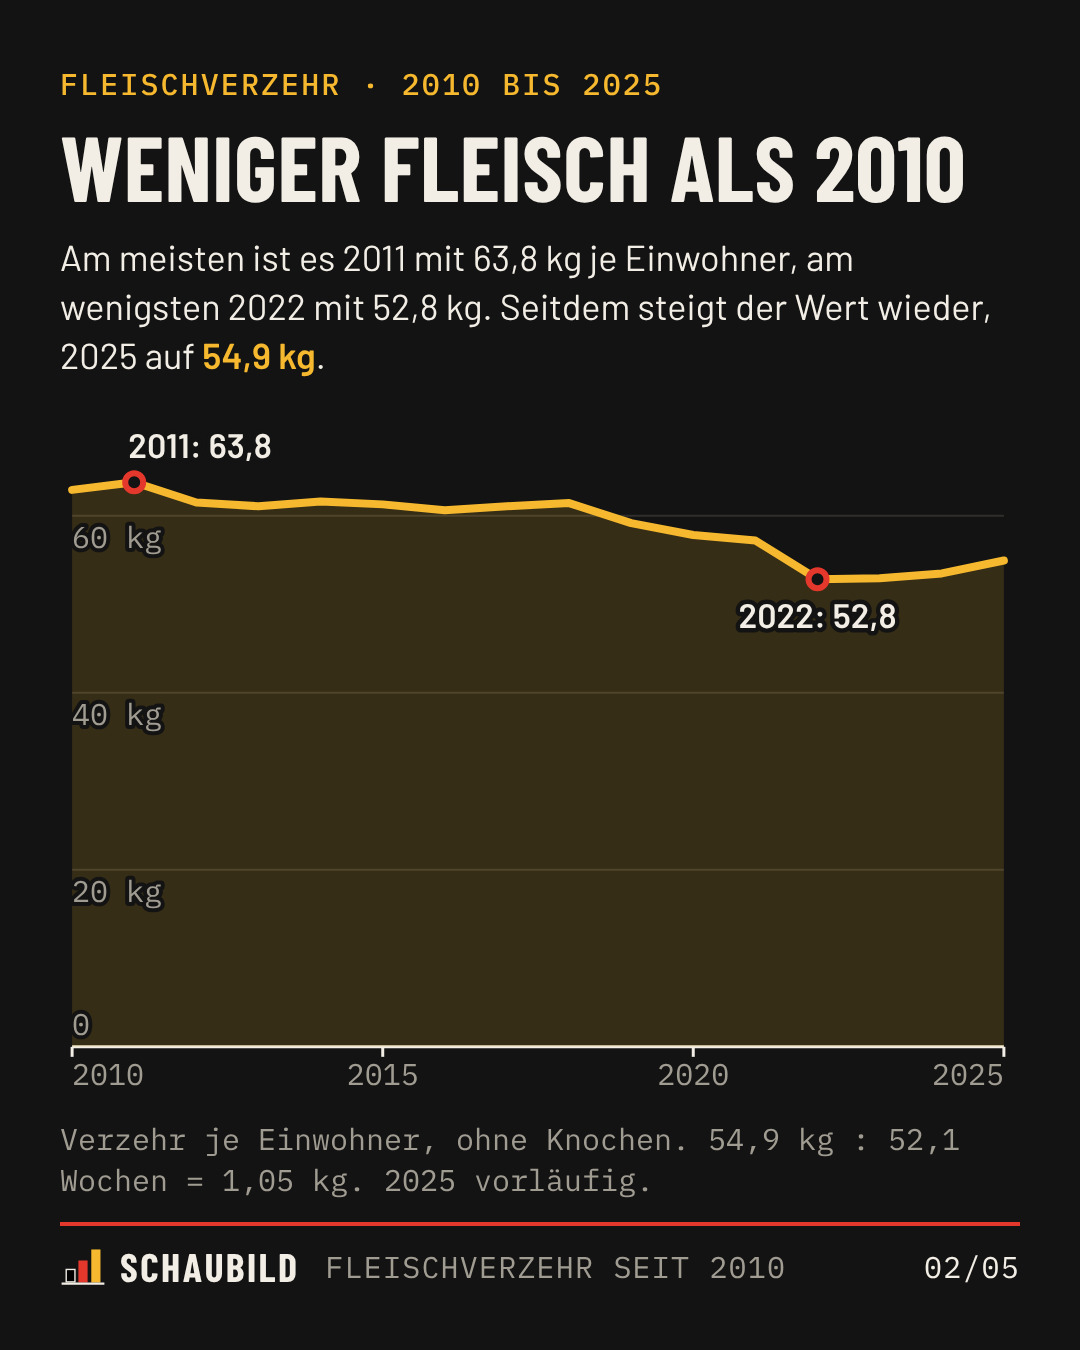 FLEISCHVERZEHR · 2010 BIS 2025
WENIGER FLEISCH ALS 2010
Am meisten ist es 2011 mit 63,8 kg je Einwohner, am
wenigsten 2022 mit 52,8 kg. Seitdem steigt der Wert wieder,
2025 auf 54,9 kg.
2011: 63,8
60 kg
2022: 52,8
40 kg
20 kg
0
2010 2015 2020 2025
Verzehr je Einwohner, ohne Knochen. 54,9 kg : 52,1
Wochen = 1,05 kg. 2025 vorläufig.
SCHAUBILD FLEISCHVERZEHR SEIT 2010 02/05